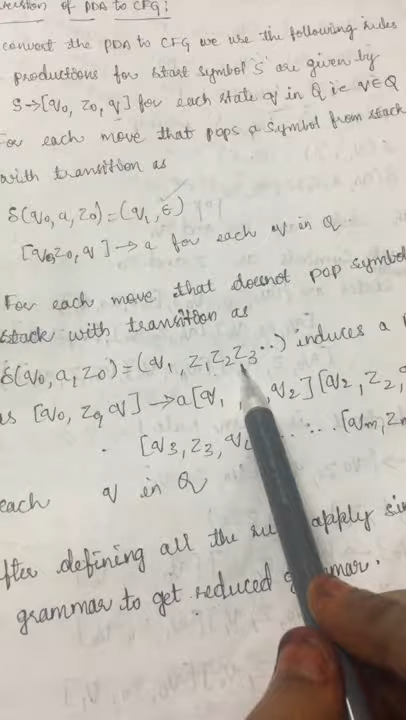 version of PDA to CFG:
convert the PDA to CFG we use the following rules
productions for start symbol 'S' are given by
S→[q0, z0, q] for each state q in Q i.e q∈Q
For each move that pops a symbol from stack
with transition as
δ(q0, a, z0) = (q1, ∈)
[q0 z0, q] → a for each q in Q
For each move that doesnot pop symbol
stack with transition as
δ(q0, a, z0) = (q1, z1 z2 z3 ..) induces a
as [q0, z0 q] → a[q1, , q2] [q2, z2, q
[q3, z3, q ..... [qm, zm
each q in Q
After defining all the apply sim
grammar to get reduced grammar.